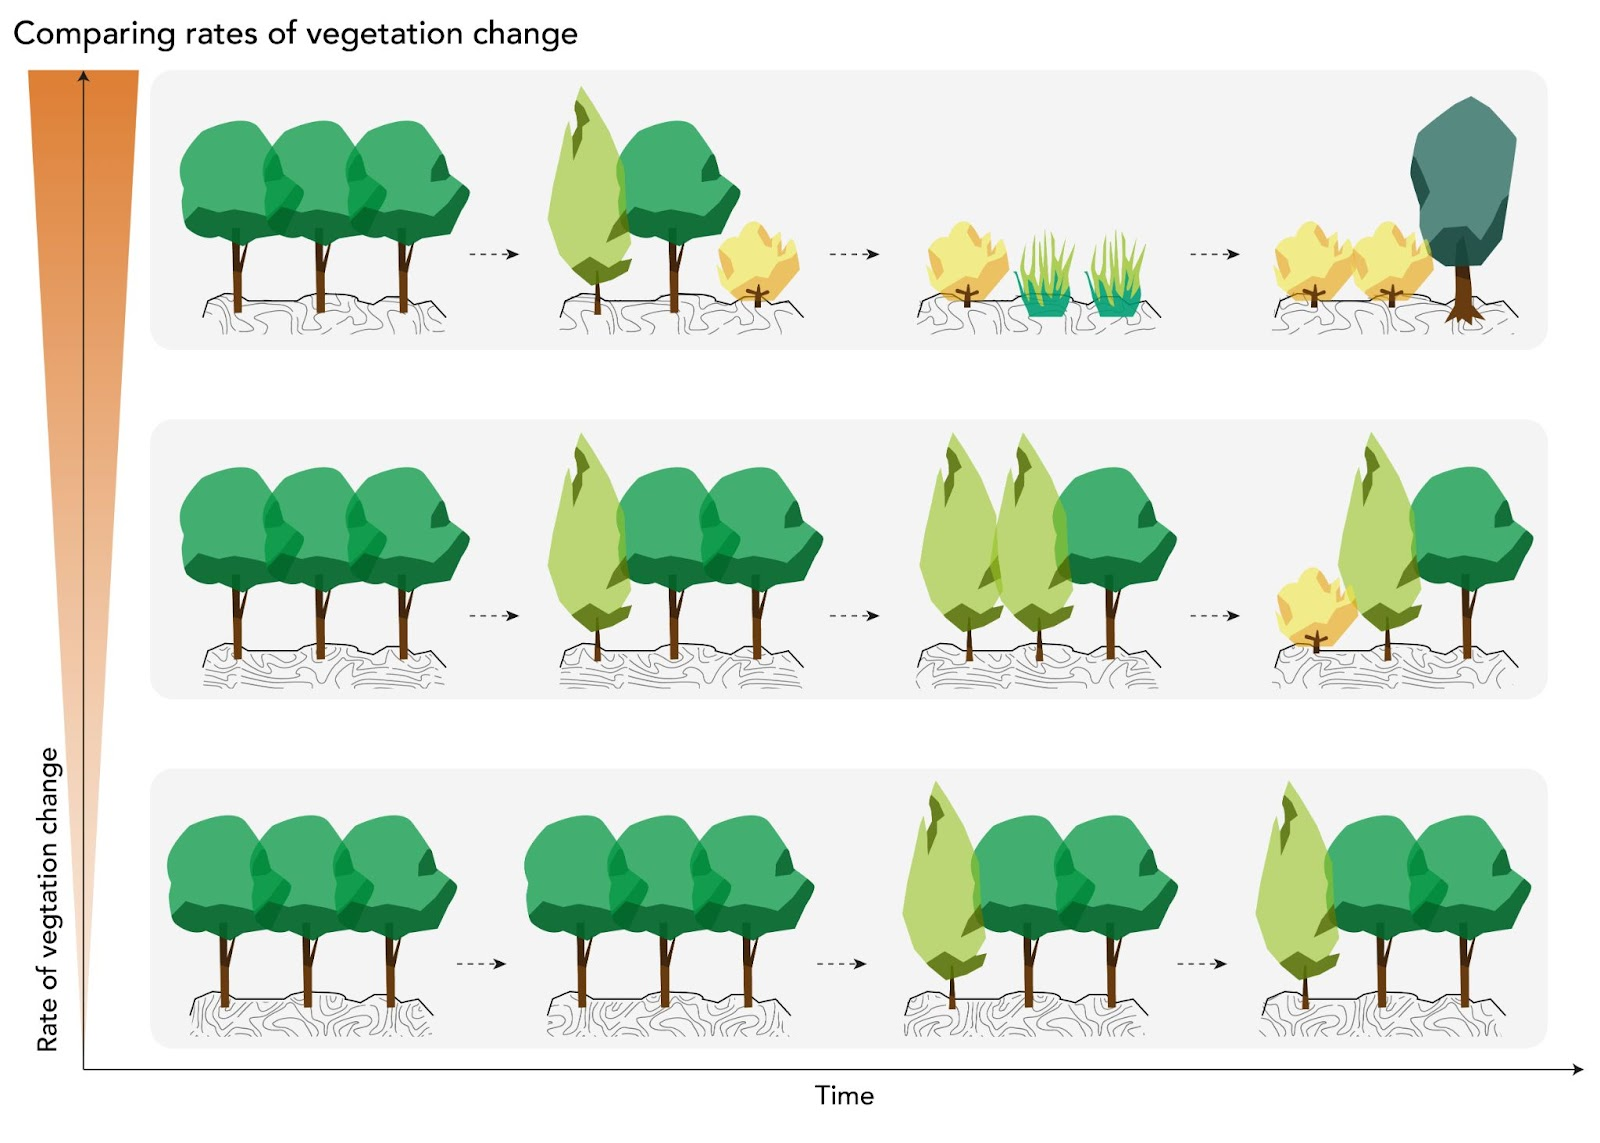 Comparing rates of vegetation change
Rate of vegtation change
Time